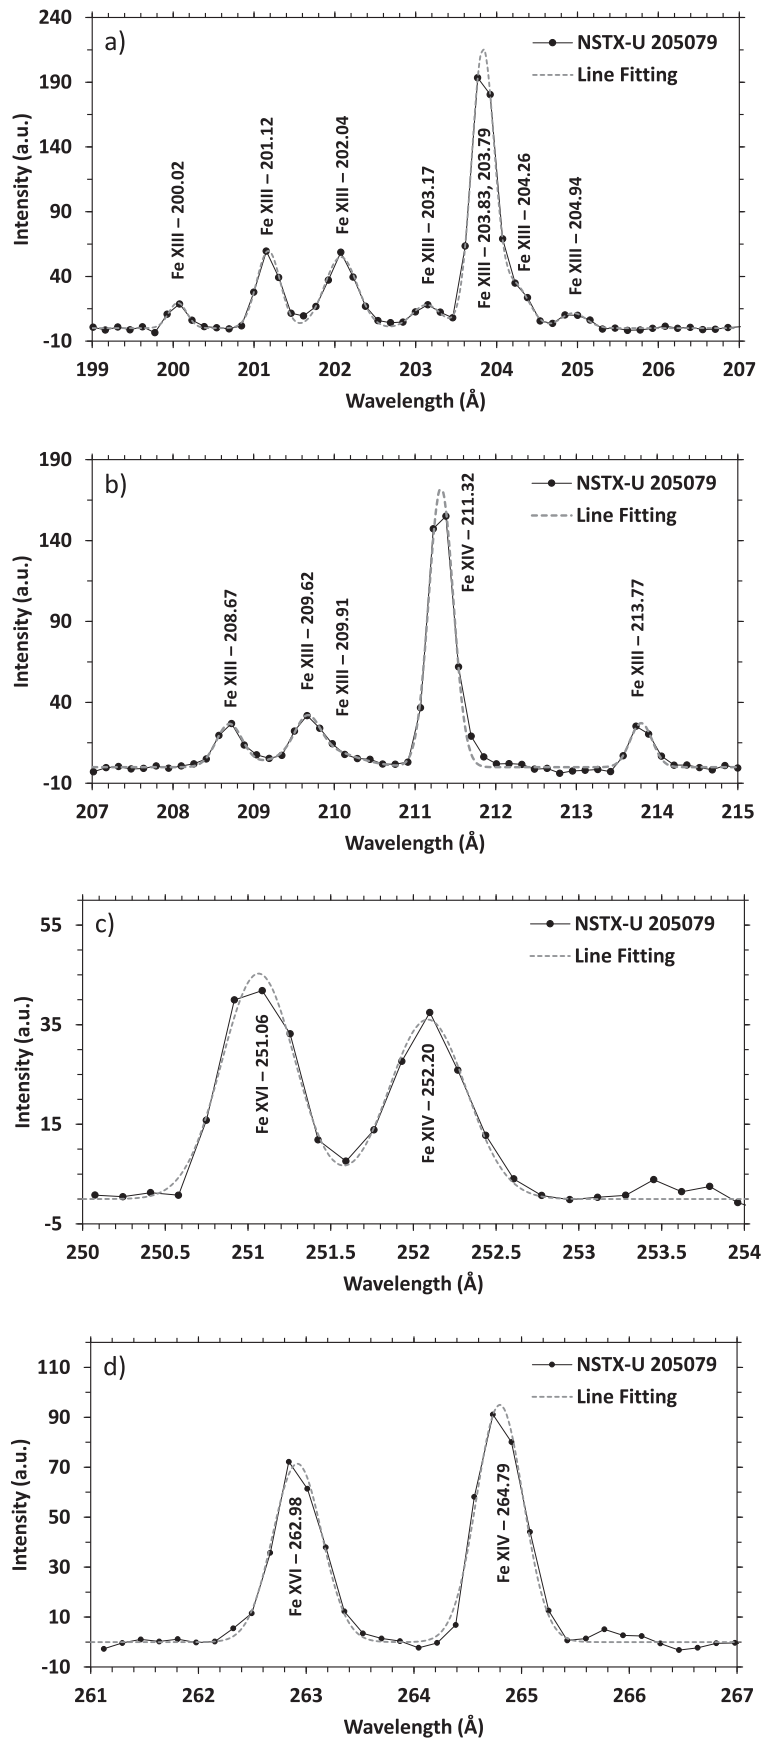 a)
NSTX-U 205079
Line Fitting
Intensity (a.u.)
240
190
140
90
40
-10
Fe XIII – 200.02
Fe XIII – 201.12
Fe XIII – 202.04
Fe XIII – 203.17
Fe XIII – 203.83, 203.79
Fe XIII – 204.26
Fe XIII – 204.94
199 200 201 202 203 204 205 206 207
Wavelength (Å)
b)
NSTX-U 205079
Line Fitting
Intensity (a.u.)
190
140
90
40
-10
Fe XIII – 208.67
Fe XIII – 209.62
Fe XIII – 209.91
Fe XIV – 211.32
Fe XIII – 213.77
207 208 209 210 211 212 213 214 215
Wavelength (Å)
c)
NSTX-U 205079
Line Fitting
Intensity (a.u.)
55
35
15
-5
Fe XVI – 251.06
Fe XIV – 252.20
250 250.5 251 251.5 252 252.5 253 253.5 254
Wavelength (Å)
d)
NSTX-U 205079
Line Fitting
Intensity (a.u.)
110
90
70
50
30
10
-10
Fe XVI – 262.98
Fe XIV – 264.79
261 262 263 264 265 266 267
Wavelength (Å)